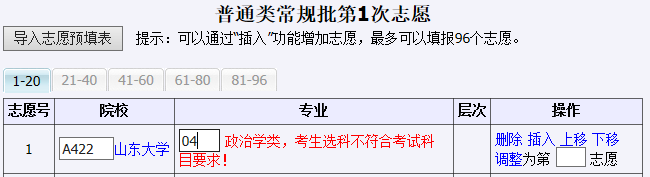 普通类常规批第1次志愿
导入志愿预填表 提示：可以通过“插入”功能增加志愿，最多可以填报96个志愿。
1-20 21-40 41-60 61-80 81-96
志愿号 院校 专业 层次 操作
1 A422 山东大学 04 政治学类，考生选科不符合考试科目要求！ 删除 插入 上移 下移
调整为第 志愿